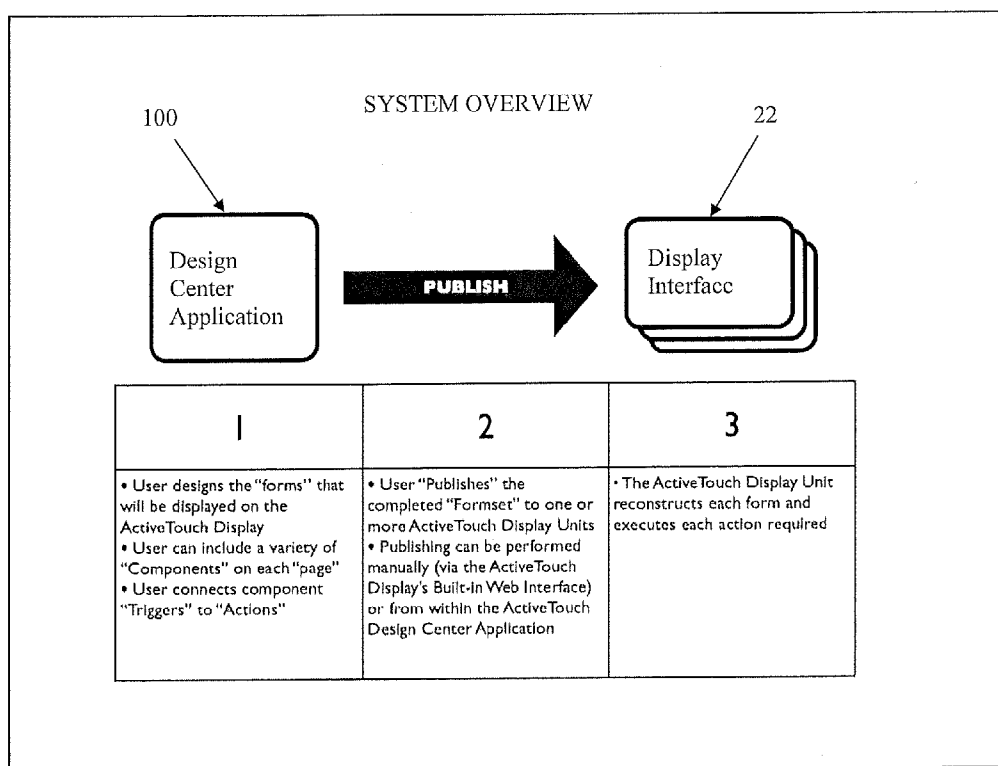 SYSTEM OVERVIEW
100
22
Design
Center
Application
PUBLISH
Display
Interface
1
2
3
• User designs the "forms" that
will be displayed on the
ActiveTouch Display
• User can include a variety of
"Components" on each "page"
• User connects component
"Triggers" to "Actions"
• User "Publishes" the
completed "Formset" to one or
more ActiveTouch Display Units
• Publishing can be performed
manually (via the ActiveTouch
Display's Built-in Web Interface)
or from within the ActiveTouch
Design Center Application
• The ActiveTouch Display Unit
reconstructs each form and
executes each action required